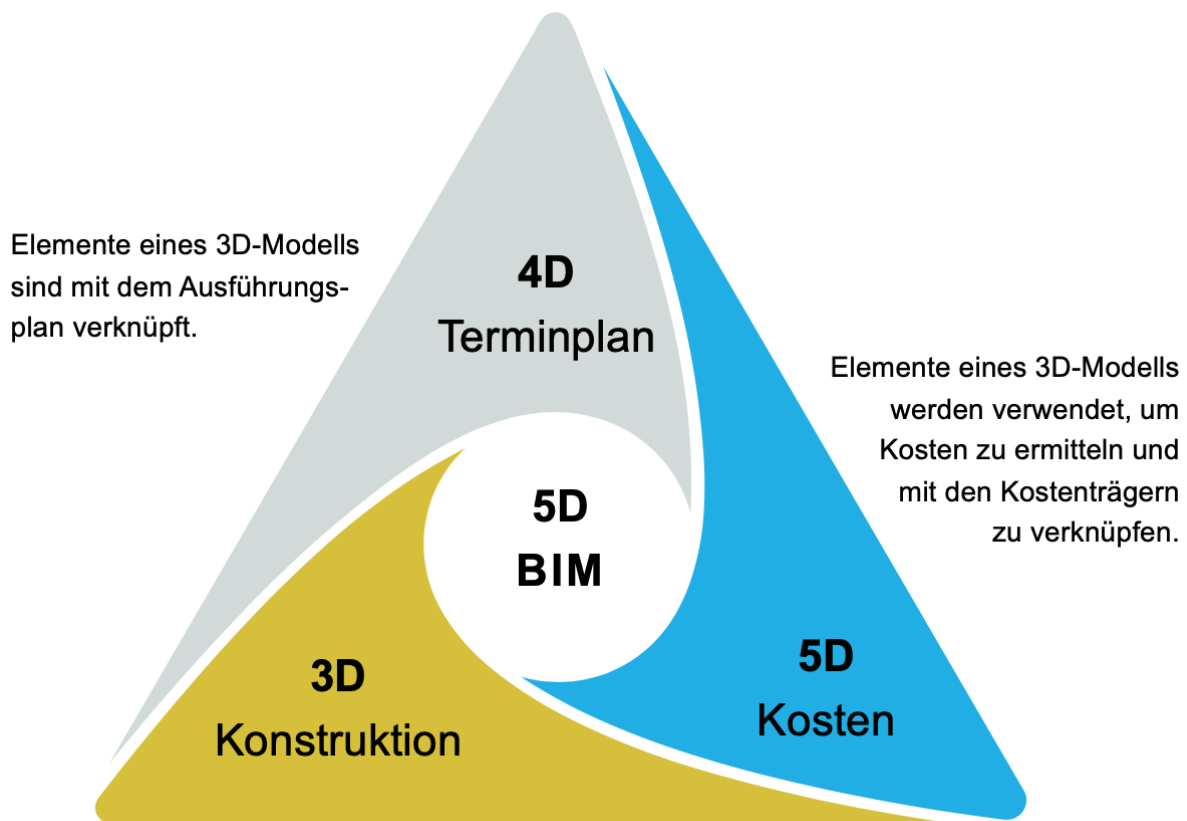 Elemente eines 3D-Modells
sind mit dem Ausführungs-
plan verknüpft.
4D
Terminplan
Elemente eines 3D-Modells
werden verwendet, um
Kosten zu ermitteln und
mit den Kostenträgern
zu verknüpfen.
5D
BIM
3D
Konstruktion
5D
Kosten